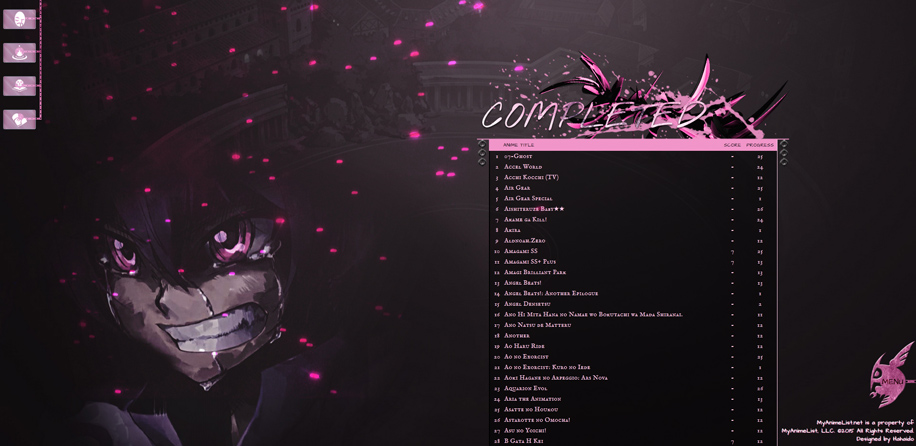 COMPLETED
ANIME TITLE SCORE PROGRESS
1 07-Ghost - 25
2 Accel World - 24
3 Acchi Kocchi (TV) - 12
4 Air Gear - 25
5 Air Gear Special - 1
6 Aishiteruze Baby★★ - 26
7 Akame ga Kill! - 24
8 Akira - 1
9 Aldnoah.Zero - 12
10 Amagami SS 7 25
11 Amagami SS+ Plus 7 13
12 Amagi Brilliant Park - 13
13 Angel Beats! - 13
14 Angel Beats!: Another Epilogue - 1
15 Angel Densetsu - 2
16 Ano Hi Mita Hana no Namae wo Bokutachi wa Mada Shiranai. - 11
17 Ano Natsu de Matteru - 12
18 Another - 12
19 Ao Haru Ride - 12
20 Ao no Exorcist - 25
21 Ao no Exorcist: Kuro no Iede - 1
22 Aoki Hagane no Arpeggio: Ars Nova - 12
23 Aquarion Evol - 26
24 Aria the Animation - 13
25 Asatte no Houkou - 12
26 Astarotte no Omocha! - 12
27 Asu no Yoichi! - 12
28 B Gata H Kei 7 12
MENU
MyAnimeList.net is a property of
MyAnimeList, LLC. ©2015 All Rights Reserved.
Designed by Hahaido